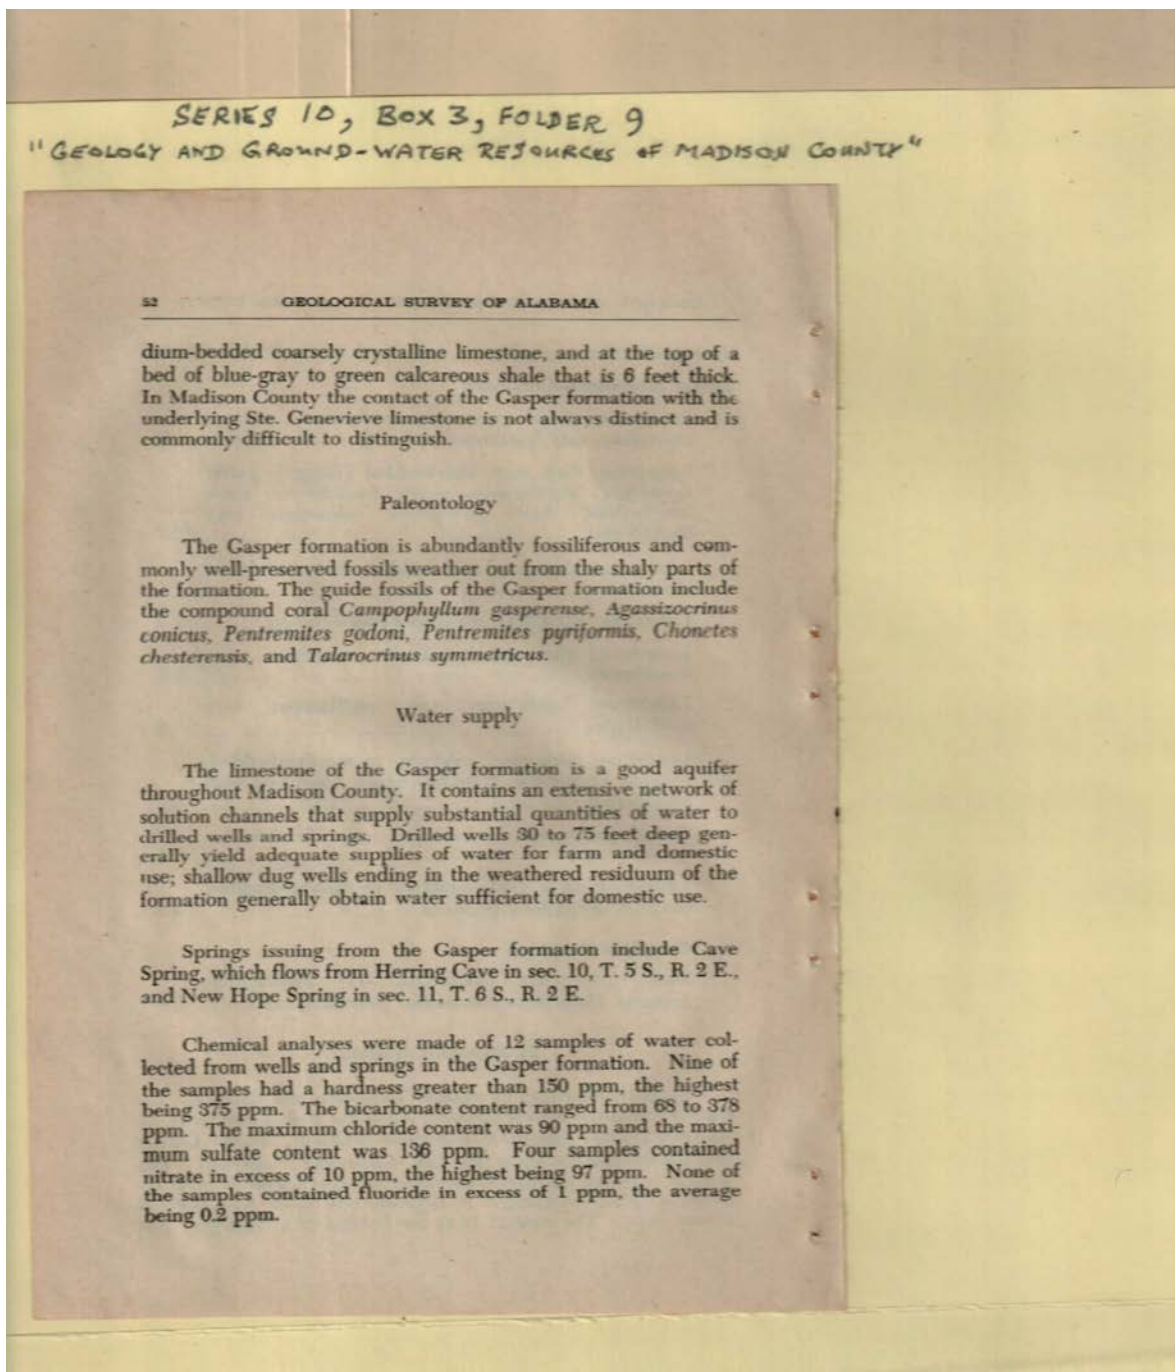 SERIES 10, BOX 3, FOLDER 9
"GEOLOGY AND GROUND-WATER RESOURCES OF MADISON COUNTY"
52 GEOLOGICAL SURVEY OF ALABAMA
dium-bedded coarsely crystalline limestone, and at the top of a
bed of blue-gray to green calcareous shale that is 6 feet thick.
In Madison County the contact of the Gasper formation with the
underlying Ste. Genevieve limestone is not always distinct and is
commonly difficult to distinguish.
Paleontology
The Gasper formation is abundantly fossiliferous and com-
monly well-preserved fossils weather out from the shaly parts of
the formation. The guide fossils of the Gasper formation include
the compound coral Campophyllum gasperense, Agassizocrinus
conicus, Pentremites godoni, Pentremites pyriformis, Chonetes
chesterensis, and Talarocrinus symmetricus.
Water supply
The limestone of the Gasper formation is a good aquifer
throughout Madison County. It contains an extensive network of
solution channels that supply substantial quantities of water to
drilled wells and springs. Drilled wells 30 to 75 feet deep gen-
erally yield adequate supplies of water for farm and domestic
use; shallow dug wells ending in the weathered residuum of the
formation generally obtain water sufficient for domestic use.
Springs issuing from the Gasper formation include Cave
Spring, which flows from Herring Cave in sec. 10, T. 5 S., R. 2 E.,
and New Hope Spring in sec. 11, T. 6 S., R. 2 E.
Chemical analyses were made of 12 samples of water col-
lected from wells and springs in the Gasper formation. Nine of
the samples had a hardness greater than 150 ppm, the highest
being 375 ppm. The bicarbonate content ranged from 68 to 378
ppm. The maximum chloride content was 90 ppm and the maxi-
mum sulfate content was 136 ppm. Four samples contained
nitrate in excess of 10 ppm, the highest being 97 ppm. None of
the samples contained fluoride in excess of 1 ppm, the average
being 0.2 ppm.